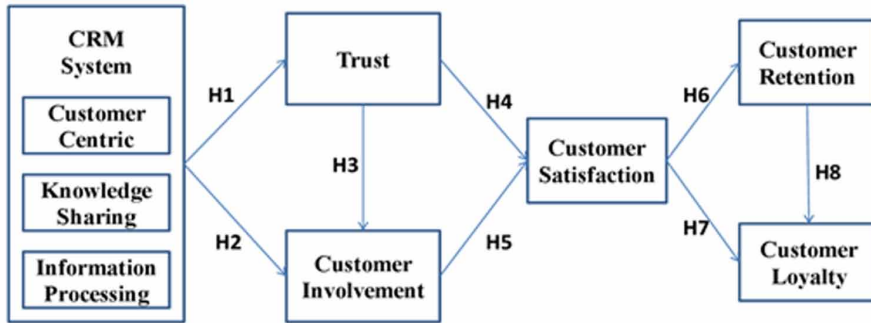 CRM
System
Customer
Centric
Knowledge
Sharing
Information
Processing
H1
H2
Trust
H3
Customer
Involvement
H4
H5
Customer
Satisfaction
H6
H7
Customer
Retention
H8
Customer
Loyalty